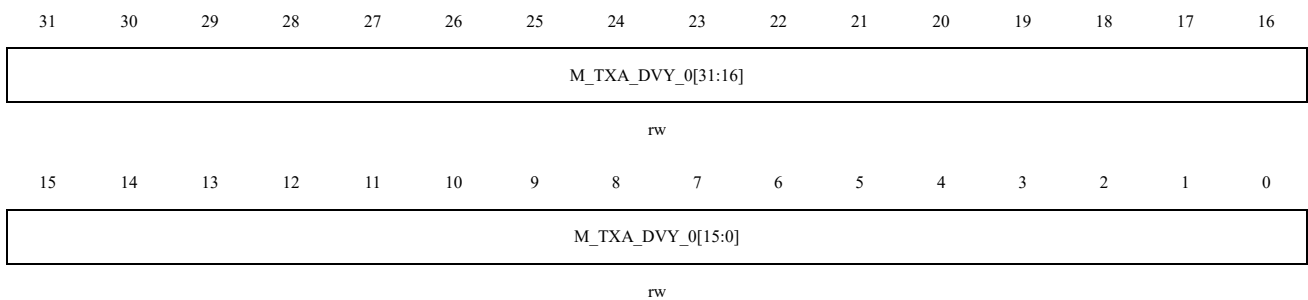 31 30 29 28 27 26 25 24 23 22 21 20 19 18 17 16
M_TXA_DVY_0[31:16]
rw
15 14 13 12 11 10 9 8 7 6 5 4 3 2 1 0
M_TXA_DVY_0[15:0]
rw